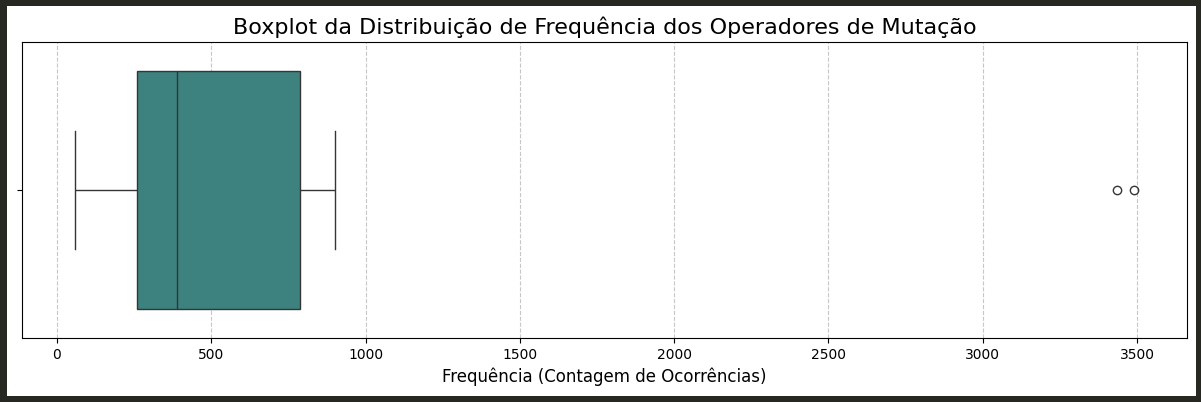 Boxplot da Distribuição de Frequência dos Operadores de Mutação
0 500 1000 1500 2000 2500 3000 3500
Frequência (Contagem de Ocorrências)